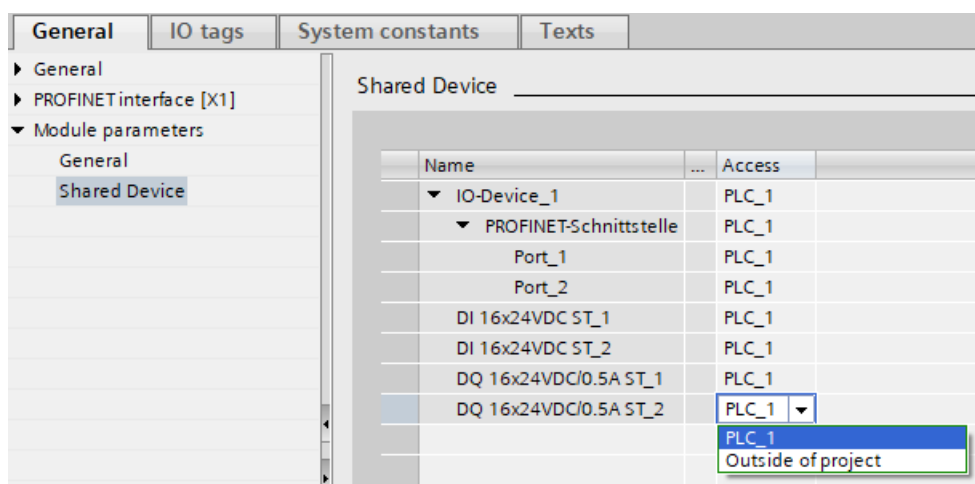 General IO tags System constants Texts
General
PROFINET interface [X1]
Module parameters
General
Shared Device
Shared Device
Name ... Access
IO-Device_1 PLC_1
PROFINET-Schnittstelle PLC_1
Port_1 PLC_1
Port_2 PLC_1
DI 16x24VDC ST_1 PLC_1
DI 16x24VDC ST_2 PLC_1
DQ 16x24VDC/0.5A ST_1 PLC_1
DQ 16x24VDC/0.5A ST_2 PLC_1
PLC_1
Outside of project